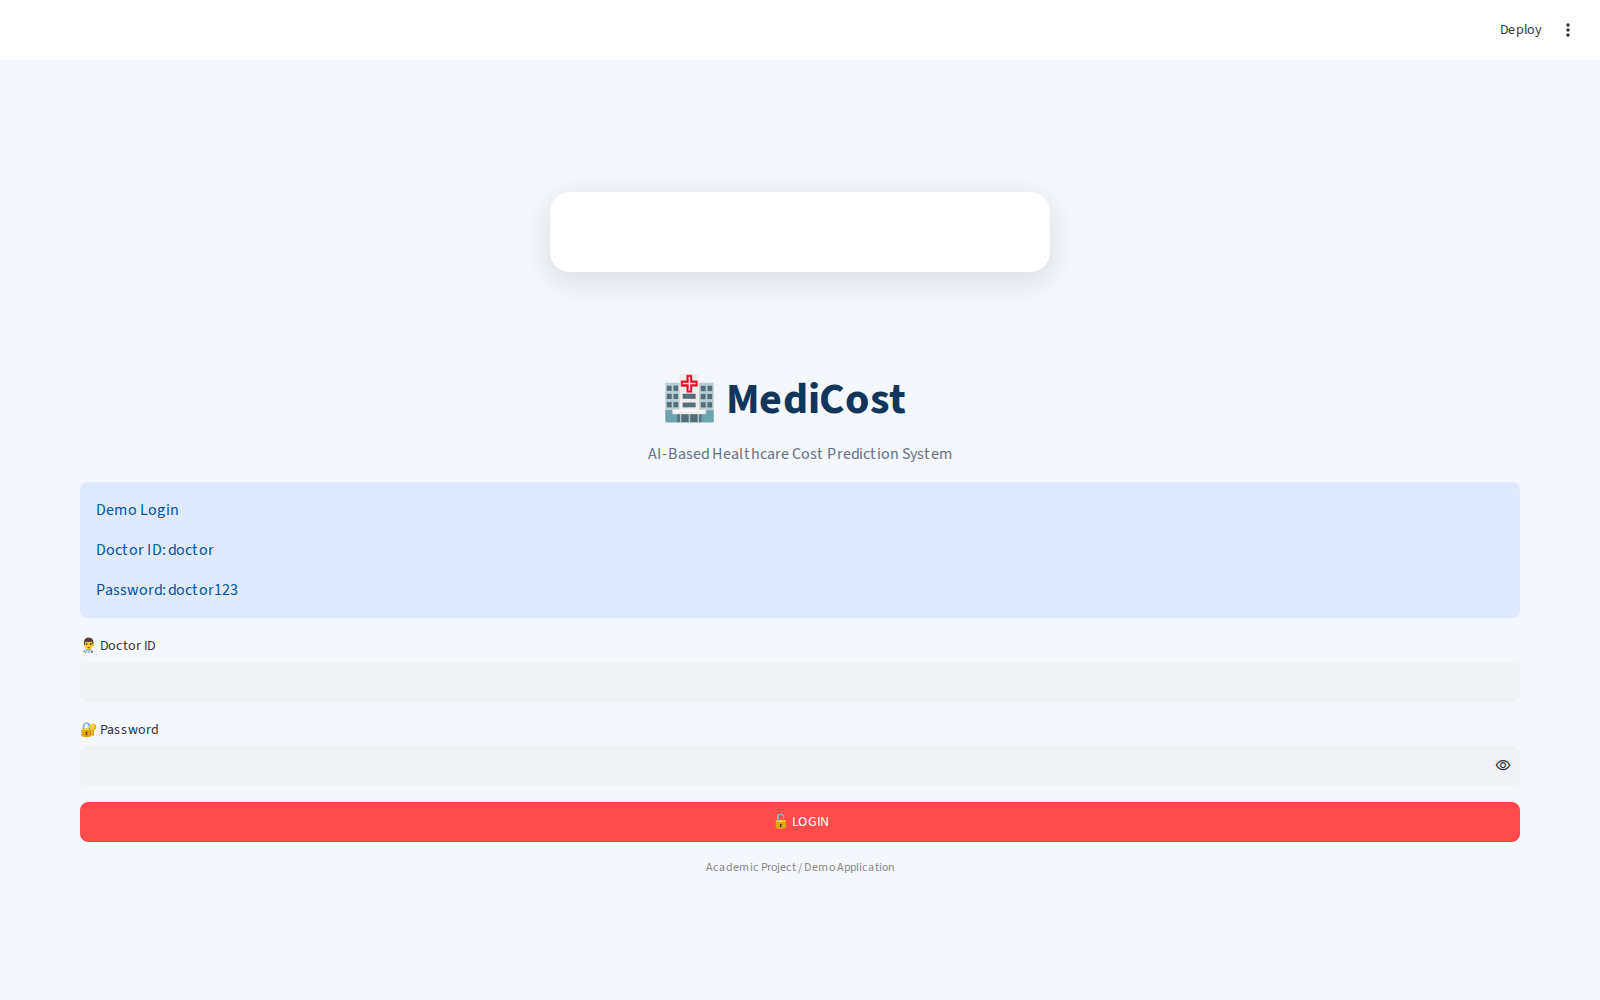 Deploy
🏥 MediCost
AI-Based Healthcare Cost Prediction System
Demo Login
Doctor ID: doctor
Password: doctor123
👨‍⚕️ Doctor ID
🔐 Password
🔓 LOGIN
Academic Project / Demo Application